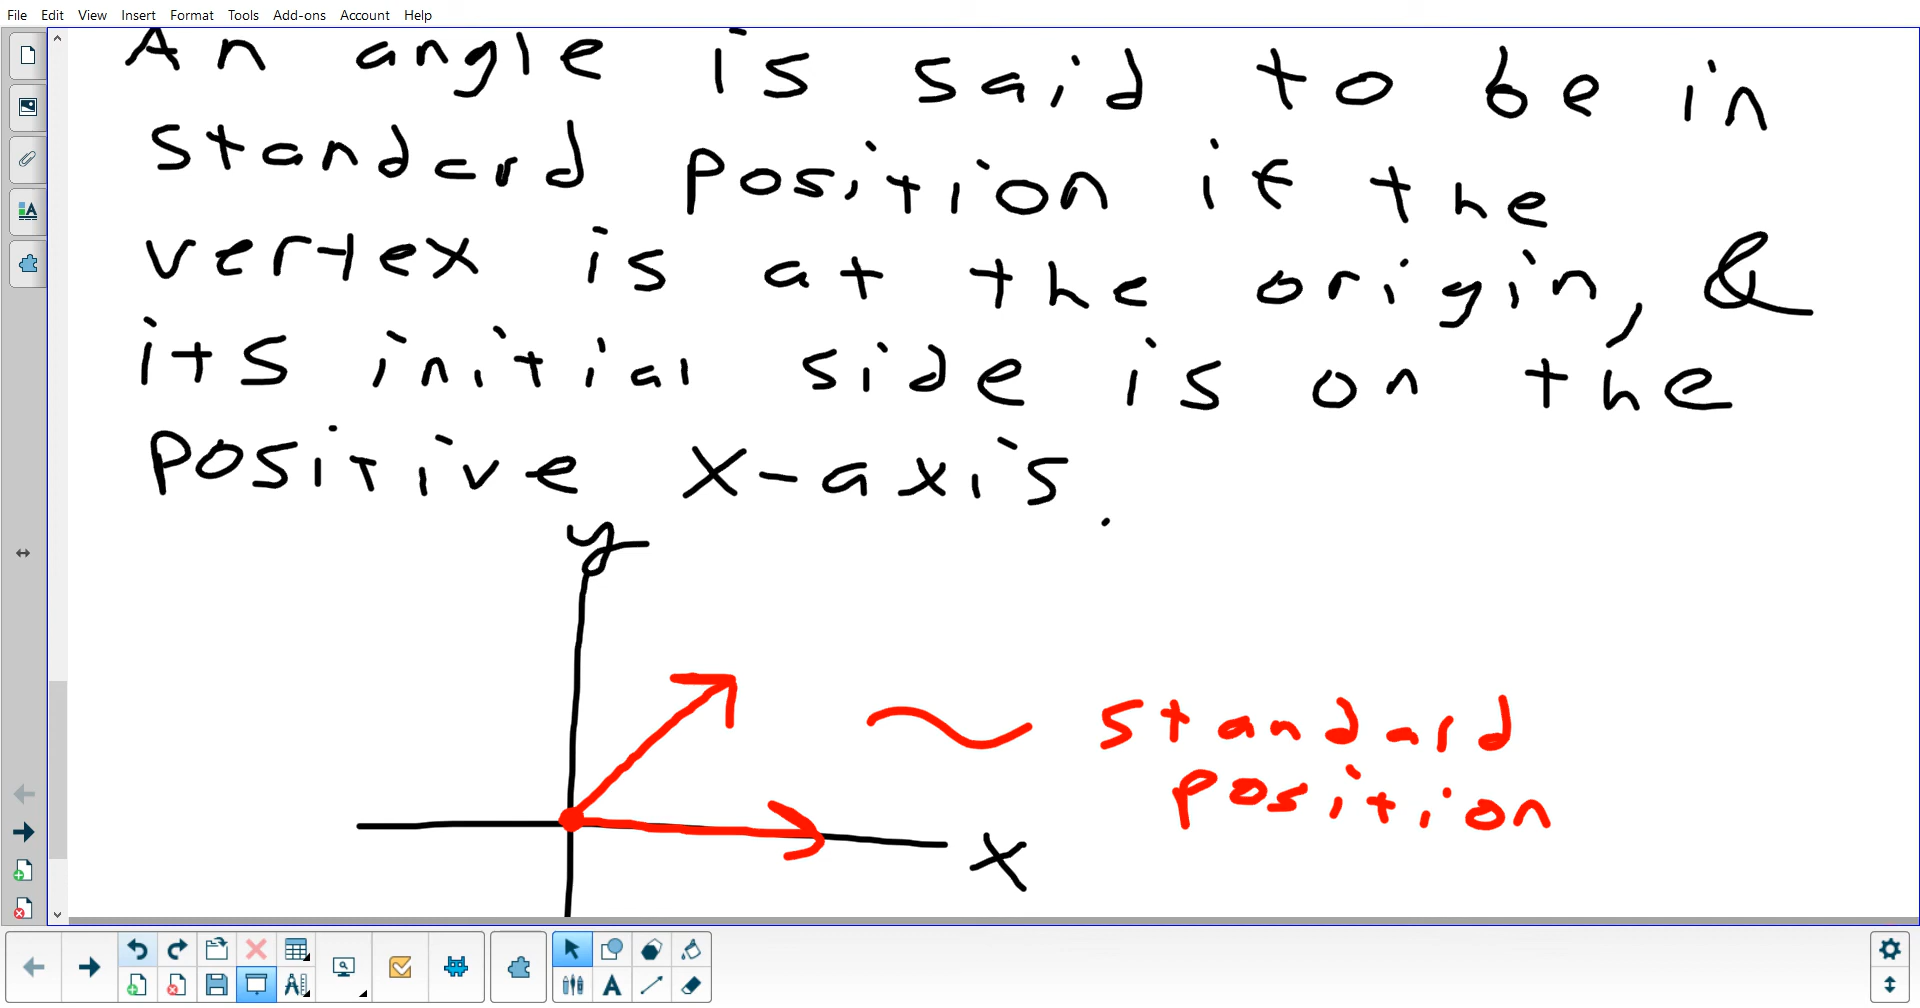 File Edit View Insert Format Tools Add-ons Account Help
An angle is said to be in
standard position if the
vertex is at the origin, &
its initial side is on the
positive x-axis.
y
standard
position
x